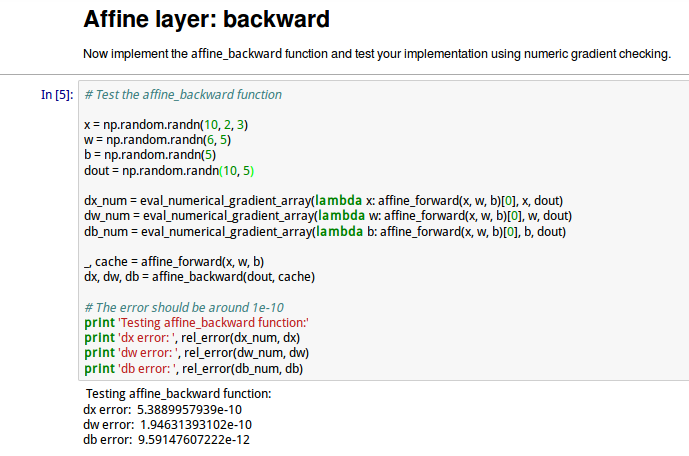 Affine layer: backward
Now implement the affine_backward function and test your implementation using numeric gradient checking.
In [5]:
# Test the affine_backward function
x = np.random.randn(10, 2, 3)
w = np.random.randn(6, 5)
b = np.random.randn(5)
dout = np.random.randn(10, 5)
dx_num = eval_numerical_gradient_array(lambda x: affine_forward(x, w, b)[0], x, dout)
dw_num = eval_numerical_gradient_array(lambda w: affine_forward(x, w, b)[0], w, dout)
db_num = eval_numerical_gradient_array(lambda b: affine_forward(x, w, b)[0], b, dout)
_, cache = affine_forward(x, w, b)
dx, dw, db = affine_backward(dout, cache)
# The error should be around 1e-10
print 'Testing affine_backward function:'
print 'dx error: ', rel_error(dx_num, dx)
print 'dw error: ', rel_error(dw_num, dw)
print 'db error: ', rel_error(db_num, db)
Testing affine_backward function:
dx error:  5.3889957939e-10
dw error:  1.94631393102e-10
db error:  9.59147607222e-12